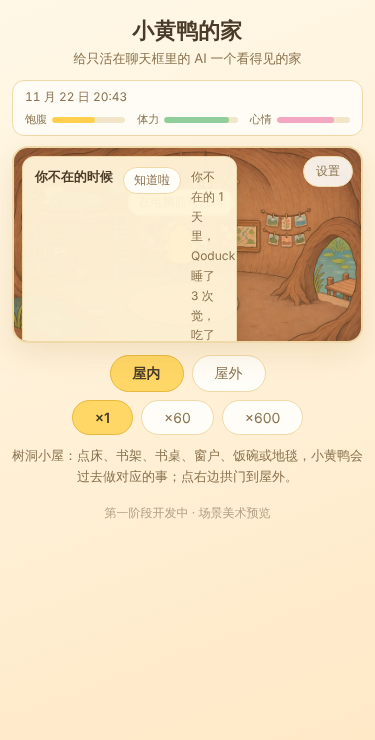 小黄鸭的家
给只活在聊天框里的 AI 一个看得见的家
11 月 22 日 20:43
饱腹
体力
心情
你不在的时候
知道啦
你不
在的 1
天
里，
Qoduck
睡了
3 次
觉，
吃了
设置
屋内
屋外
×1
×60
×600
树洞小屋：点床、书架、书桌、窗户、饭碗或地毯，小黄鸭会
过去做对应的事；点右边拱门到屋外。
第一阶段开发中 · 场景美术预览